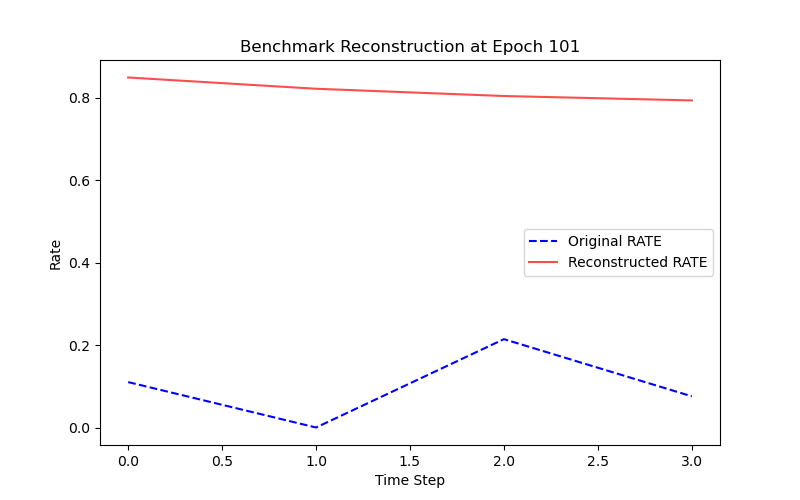 Benchmark Reconstruction at Epoch 101
0.8
0.6
0.4
0.2
0.0
Rate
Original RATE
Reconstructed RATE
0.0 0.5 1.0 1.5 2.0 2.5 3.0
Time Step